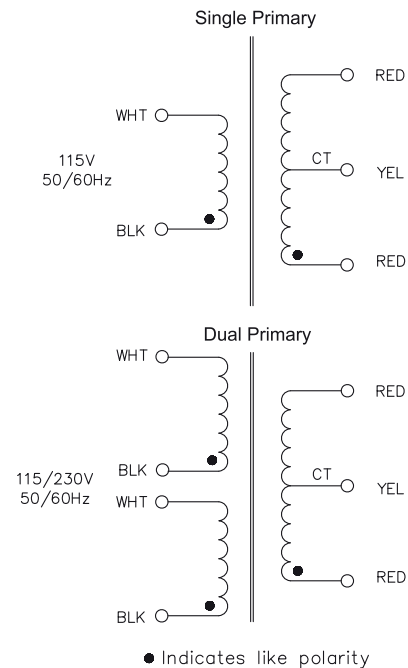 Single Primary
RED
WHT
CT
115V
50/60Hz
YEL
BLK
RED
Dual Primary
WHT
RED
BLK
CT
115/230V
50/60Hz
YEL
WHT
RED
BLK
Indicates like polarity